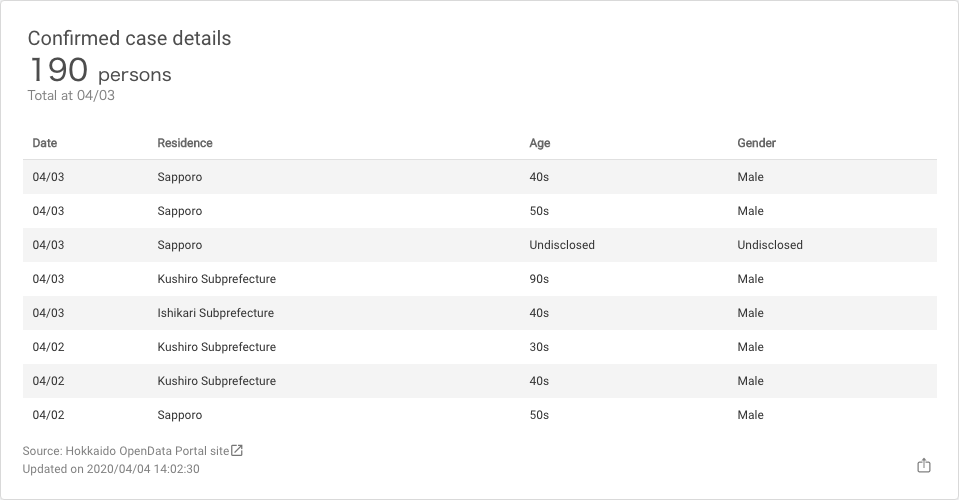 Confirmed case details
190 persons
Total at 04/03
Date Residence Age Gender
04/03 Sapporo 40s Male
04/03 Sapporo 50s Male
04/03 Sapporo Undisclosed Undisclosed
04/03 Kushiro Subprefecture 90s Male
04/03 Ishikari Subprefecture 40s Male
04/02 Kushiro Subprefecture 30s Male
04/02 Kushiro Subprefecture 40s Male
04/02 Sapporo 50s Male
Source: Hokkaido OpenData Portal site
Updated on 2020/04/04 14:02:30